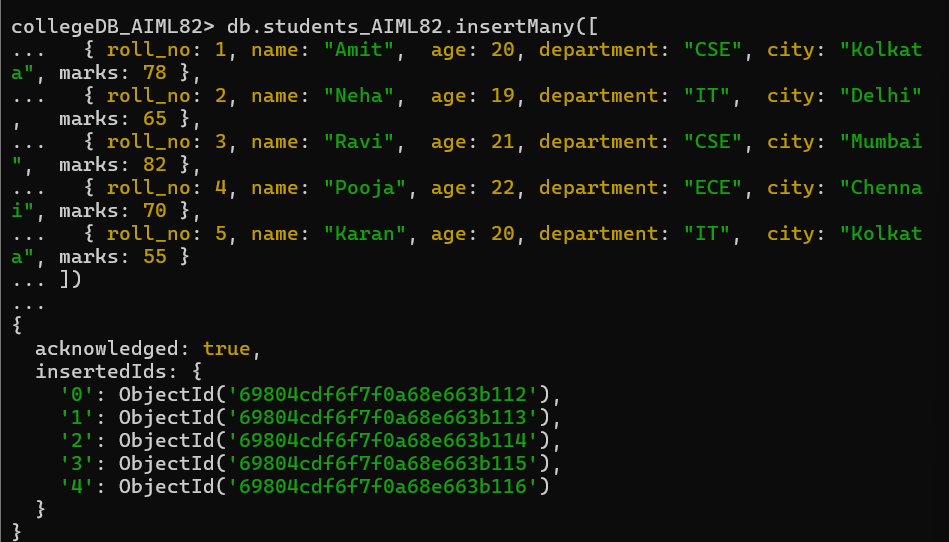 collegeDB_AIML82> db.students_AIML82.insertMany([
...   { roll_no: 1, name: "Amit",  age: 20, department: "CSE", city: "Kolkat
a", marks: 78 },
...   { roll_no: 2, name: "Neha",  age: 19, department: "IT",  city: "Delhi"
,   marks: 65 },
...   { roll_no: 3, name: "Ravi",  age: 21, department: "CSE", city: "Mumbai
",  marks: 82 },
...   { roll_no: 4, name: "Pooja", age: 22, department: "ECE", city: "Chenna
i", marks: 70 },
...   { roll_no: 5, name: "Karan", age: 20, department: "IT",  city: "Kolkat
a", marks: 55 }
... ])
...
{
  acknowledged: true,
  insertedIds: {
    '0': ObjectId('69804cdf6f7f0a68e663b112'),
    '1': ObjectId('69804cdf6f7f0a68e663b113'),
    '2': ObjectId('69804cdf6f7f0a68e663b114'),
    '3': ObjectId('69804cdf6f7f0a68e663b115'),
    '4': ObjectId('69804cdf6f7f0a68e663b116')
  }
}